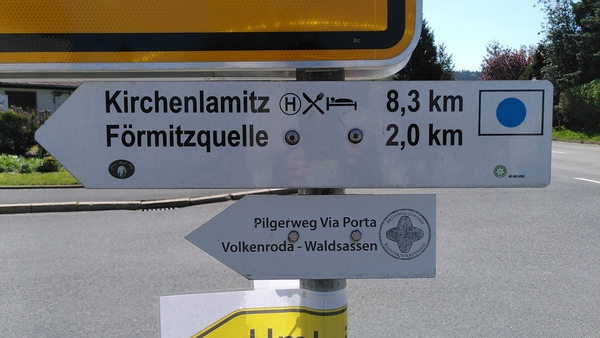 Kirchenlamitz H 8,3 km
Förmitzquelle 2,0 km
Pilgerweg Via Porta
Volkenroda - Waldsassen